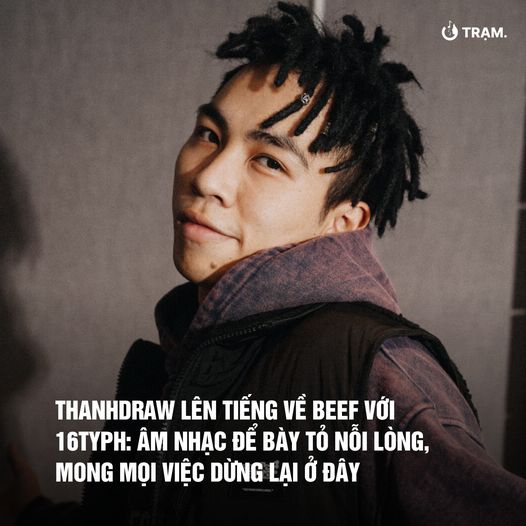 TRẠM.
THANHDRAW LÊN TIẾNG VỀ BEEF VỚI
16TYPH: ÂM NHẠC ĐỂ BÀY TỎ NỖI LÒNG,
MONG MỌI VIỆC DỪNG LẠI Ở ĐÂY